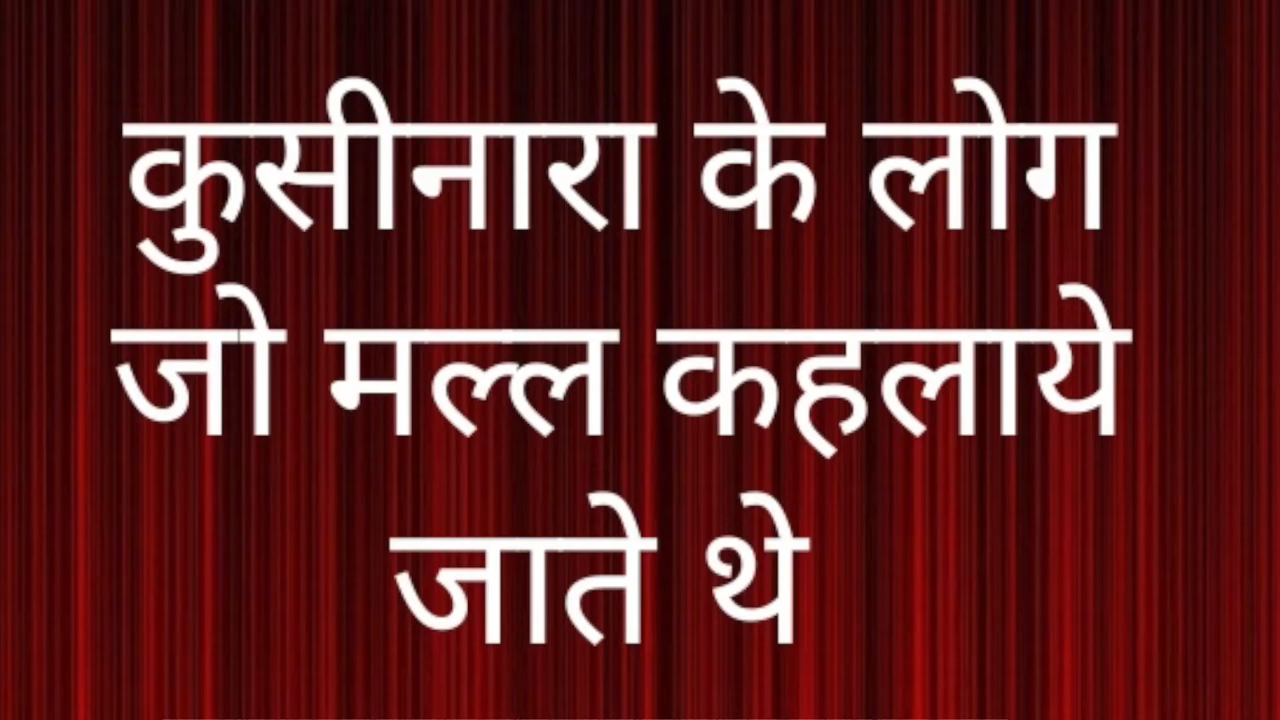 कुसीनारा के लोग
जो मल्ल कहलाये
जाते थे